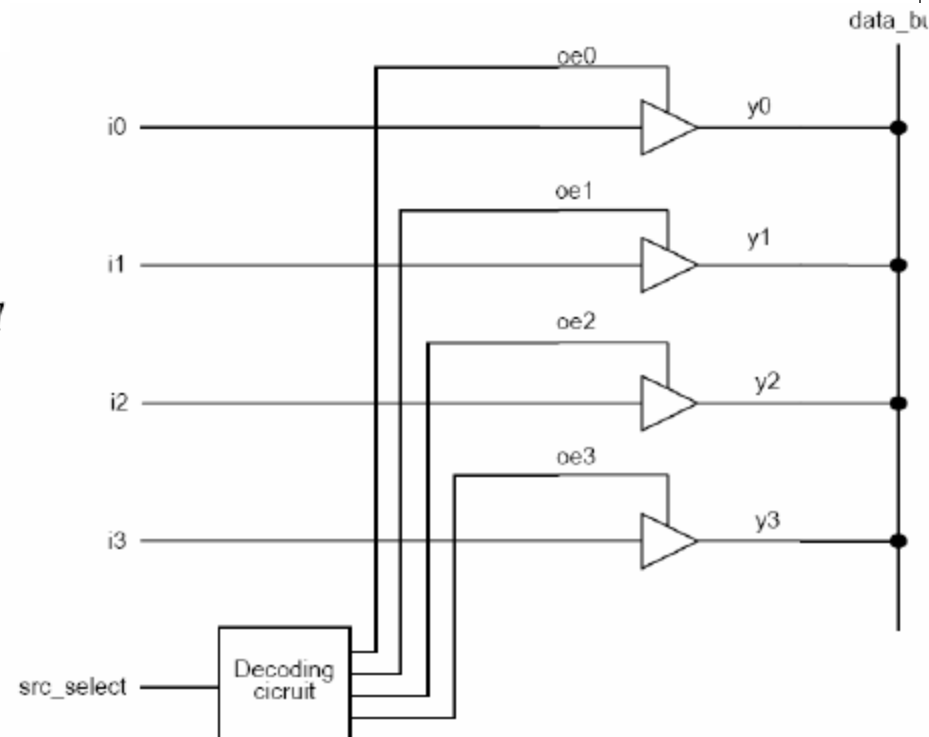 data_bu
oe0
y0
i0
oe1
y1
i1
oe2
y2
i2
oe3
y3
i3
Decoding
cicruit
src_select